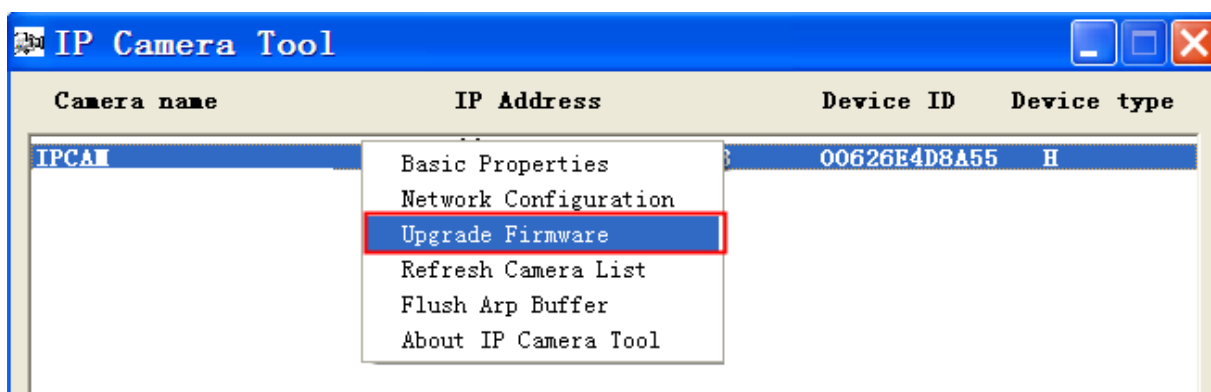 IP Camera Tool
Camera name IP Address Device ID Device type
IPCAM 00626E4D8A55 H
Basic Properties
Network Configuration
Upgrade Firmware
Refresh Camera List
Flush Arp Buffer
About IP Camera Tool